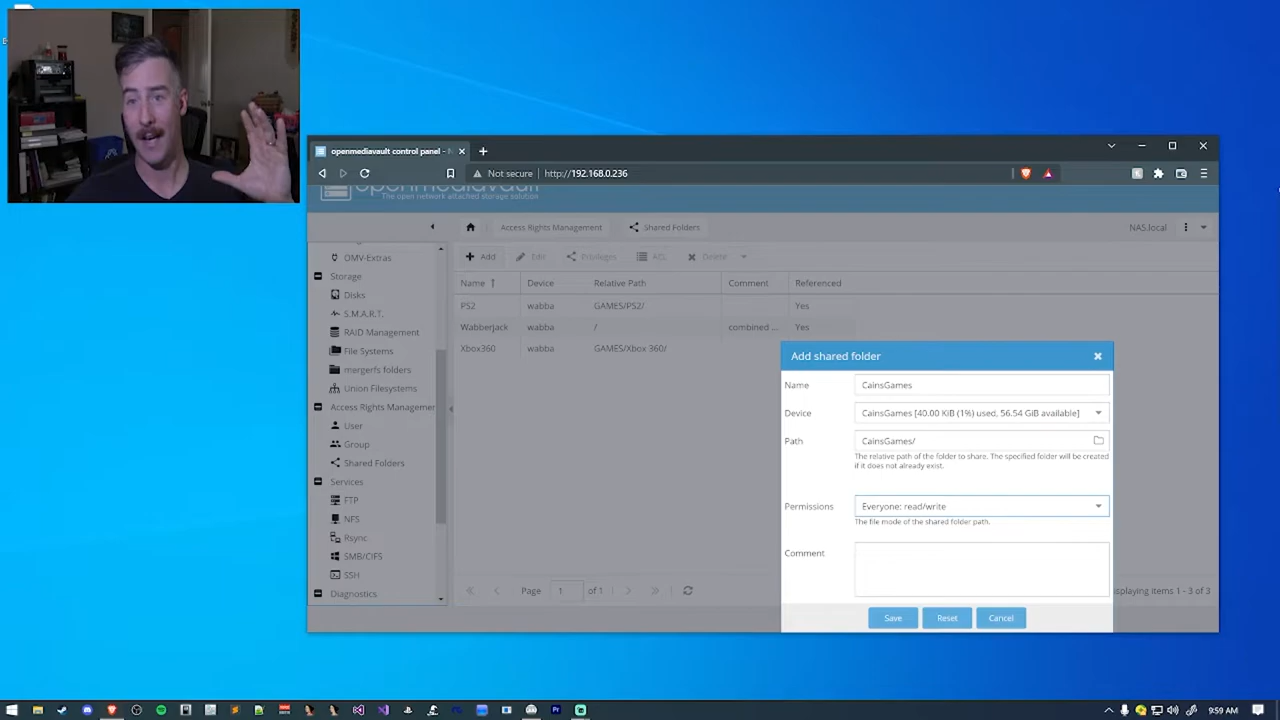 openmediavault control panel - N
Not secure
http://192.168.0.236
openmediavault
The open network attached storage solution
Access Rights Management
Shared Folders
NAS.local
OMV-Extras
Storage
Disks
S.M.A.R.T.
RAID Management
File Systems
mergerfs folders
Union Filesystems
Access Rights Managemer
User
Group
Shared Folders
Services
FTP
NFS
Rsync
SMB/CIFS
SSH
Diagnostics
Add
Edit
Privileges
ACL
Delete
Name
Device
Relative Path
Comment
Referenced
PS2
wabba
GAMES/PS2/
Yes
Wabberjack
wabba
/
combined ...
Yes
Xbox360
wabba
GAMES/Xbox 360/
Add shared folder
Name
CainsGames
Device
CainsGames [40.00 KiB (1%) used, 56.54 GiB available]
Path
CainsGames/
The relative path of the folder to share. The specified folder will be created
if it does not already exist.
Permissions
Everyone: read/write
The file mode of the shared folder path.
Comment
Save
Reset
Cancel
Page
1
of 1
isplaying items 1 - 3 of 3
9:59 AM